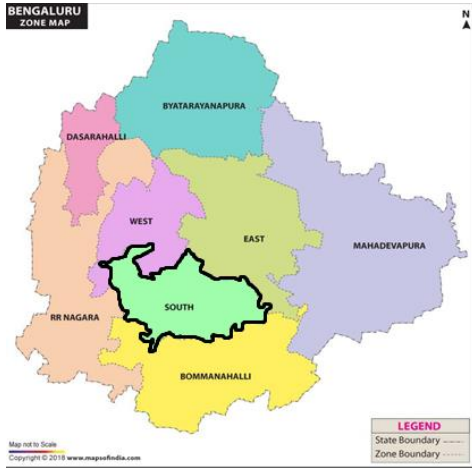 BENGALURU
ZONE MAP
N
BYATARAYANAPURA
DASARAHALLI
WEST
EAST
MAHADEVAPURA
SOUTH
RR NAGARA
BOMMANAHALLI
LEGEND
State Boundary
Zone Boundary
Map not to Scale
Copyright © 2018 www.mapsofindia.com